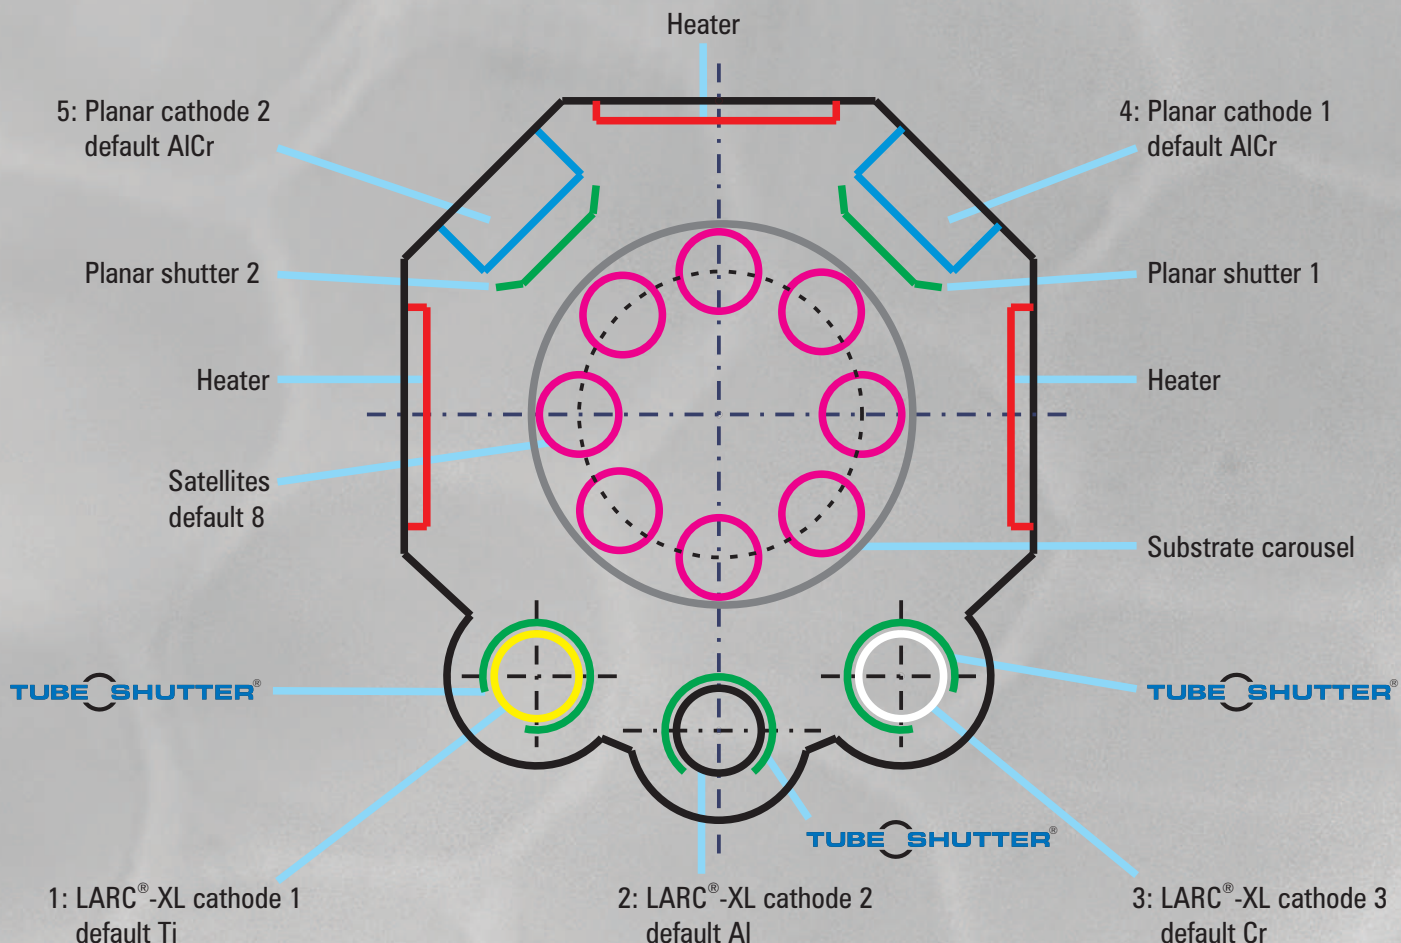 Heater
5: Planar cathode 2
default AlCr
4: Planar cathode 1
default AlCr
Planar shutter 2
Planar shutter 1
Heater
Heater
Satellites
default 8
Substrate carousel
TUBE SHUTTER®
TUBE SHUTTER®
TUBE SHUTTER®
1: LARC®-XL cathode 1
default Ti
2: LARC®-XL cathode 2
default Al
3: LARC®-XL cathode 3
default Cr